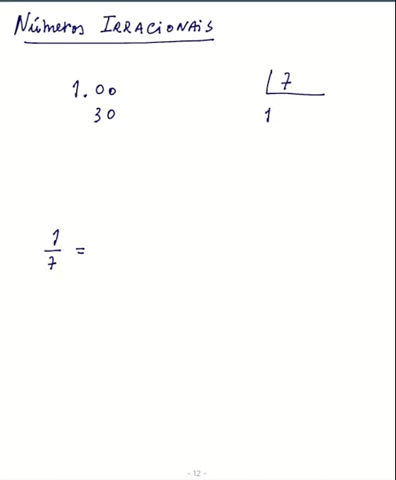 Números IRRACIONAIS
1.00 7
30 1
1
7 =
- 12 -